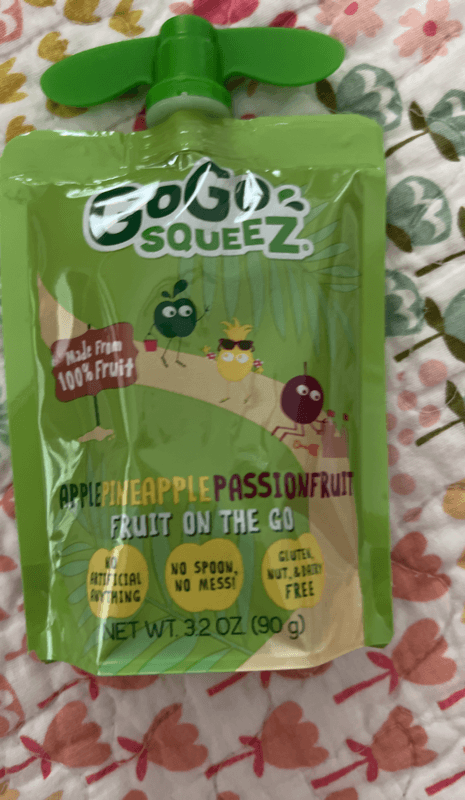 GoGo
SQUEEZ®
Made From
100% Fruit
APPLEPINEAPPLEPASSIONFRUIT
FRUIT ON THE GO
NO
ARTIFICIAL
ANYTHING
NO SPOON,
NO MESS!
GLUTEN,
NUT, & DAIRY
FREE
NET WT. 3.2 OZ. (90 g)